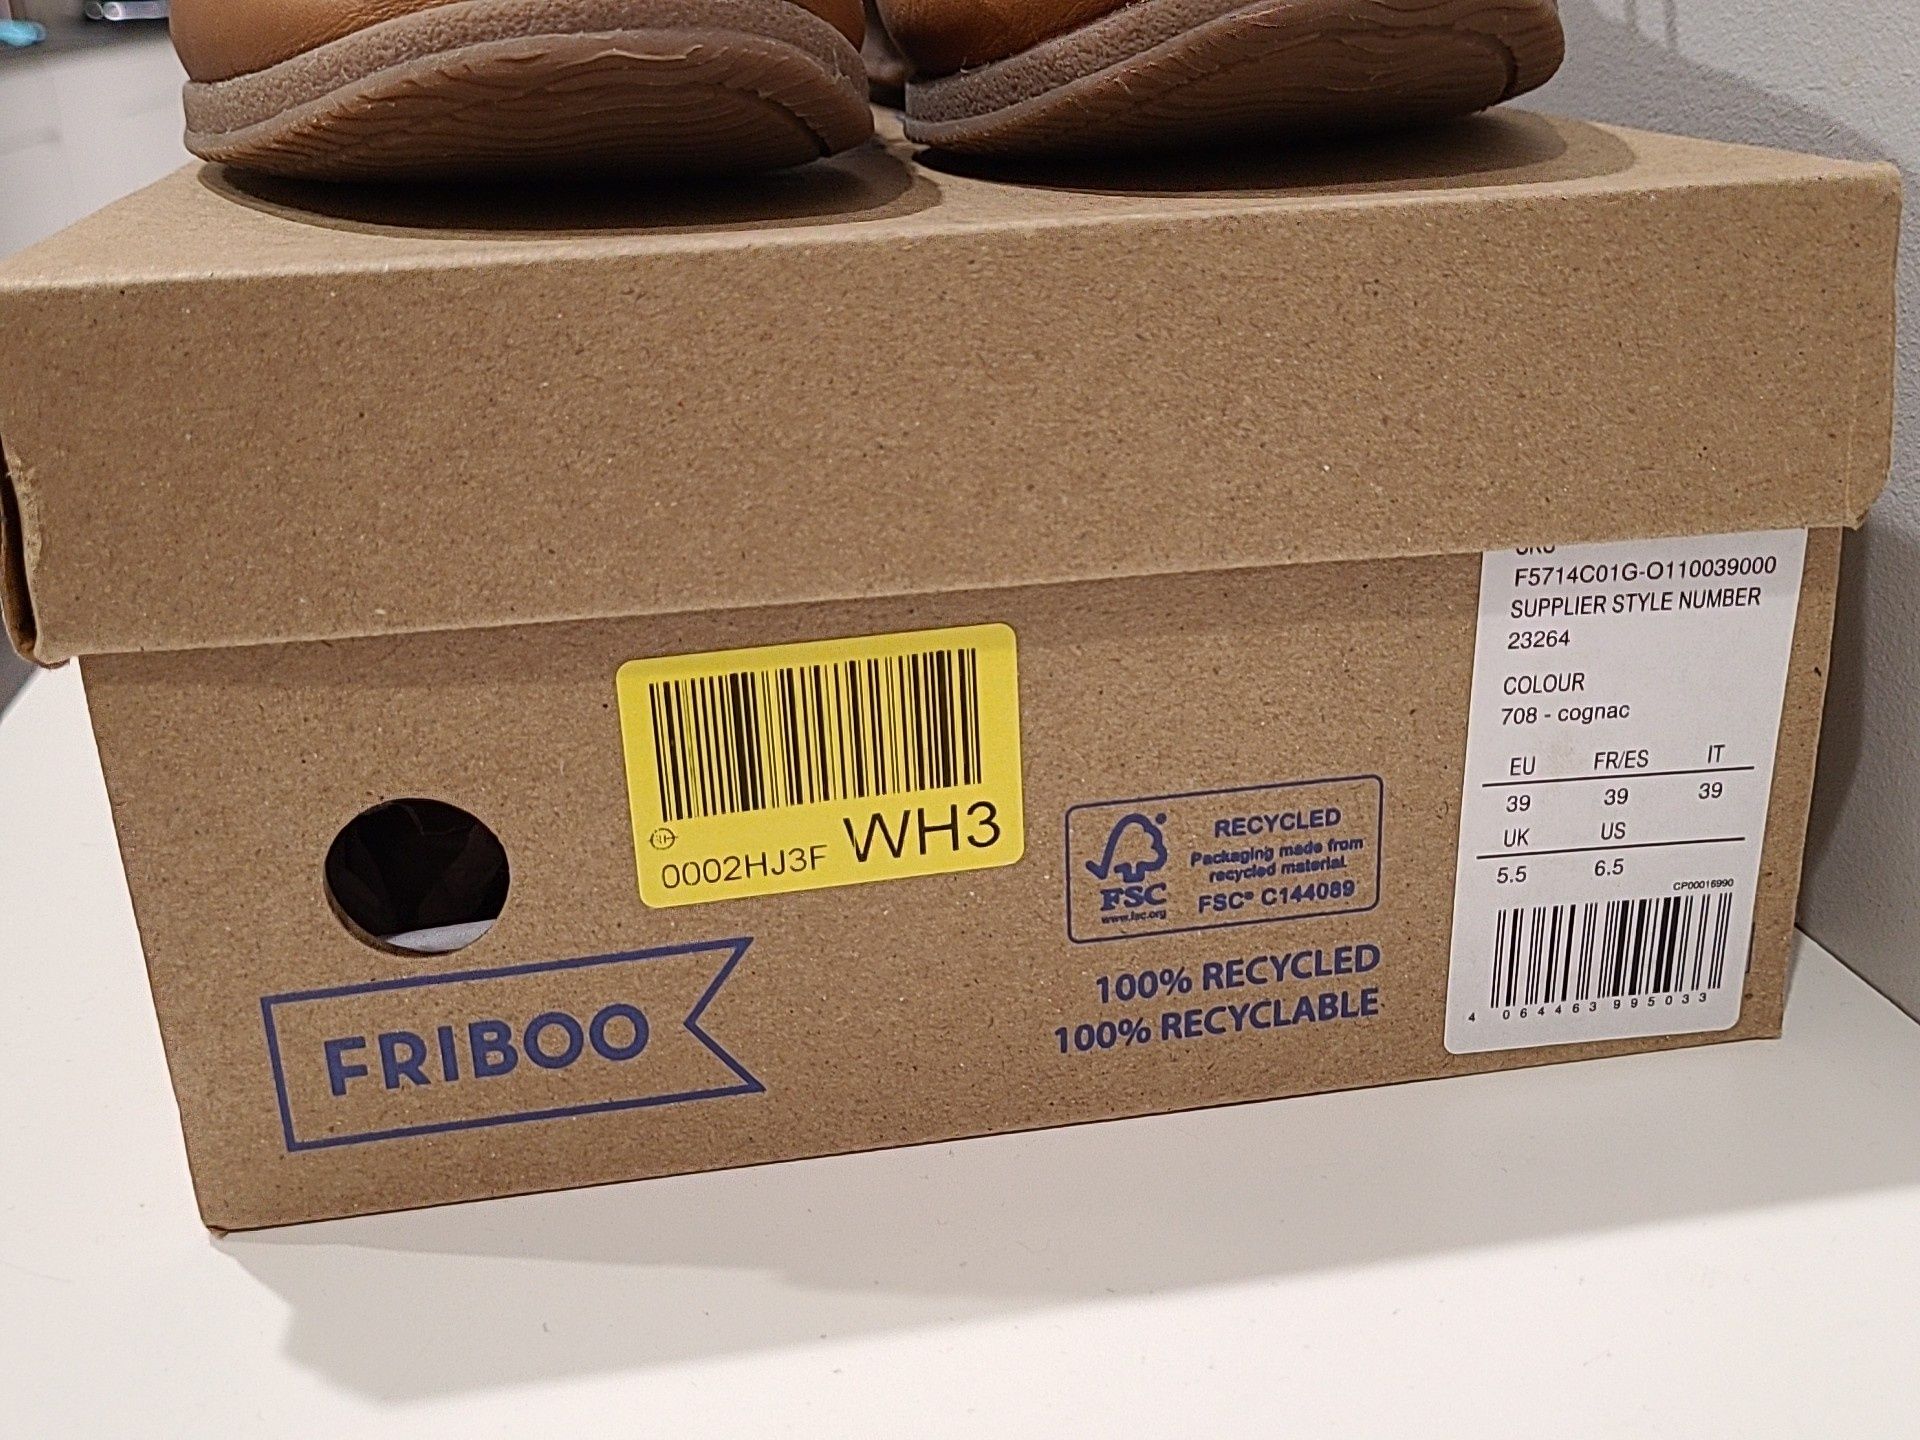 SKU
F5714C01G-O110039000
SUPPLIER STYLE NUMBER
23264
COLOUR
708 - cognac
EU FR/ES IT
39 39 39
UK US
5.5 6.5
CP00016990
4 064463 995033
0002HJ3F WH3
RECYCLED
Packaging made from
recycled material
FSC® C144089
FSC
www.fsc.org
100% RECYCLED
100% RECYCLABLE
FRIBOO